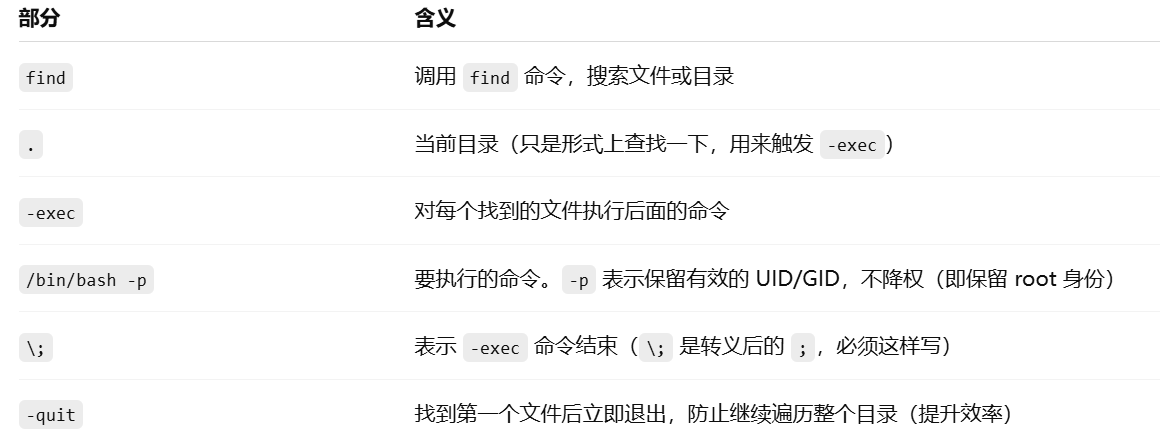 部分 含义
find 调用 find 命令，搜索文件或目录
. 当前目录（只是形式上查找一下，用来触发 -exec）
-exec 对每个找到的文件执行后面的命令
/bin/bash -p 要执行的命令。-p 表示保留有效的 UID/GID，不降权（即保留 root 身份）
\; 表示 -exec 命令结束（\; 是转义后的 ;，必须这样写）
-quit 找到第一个文件后立即退出，防止继续遍历整个目录（提升效率）